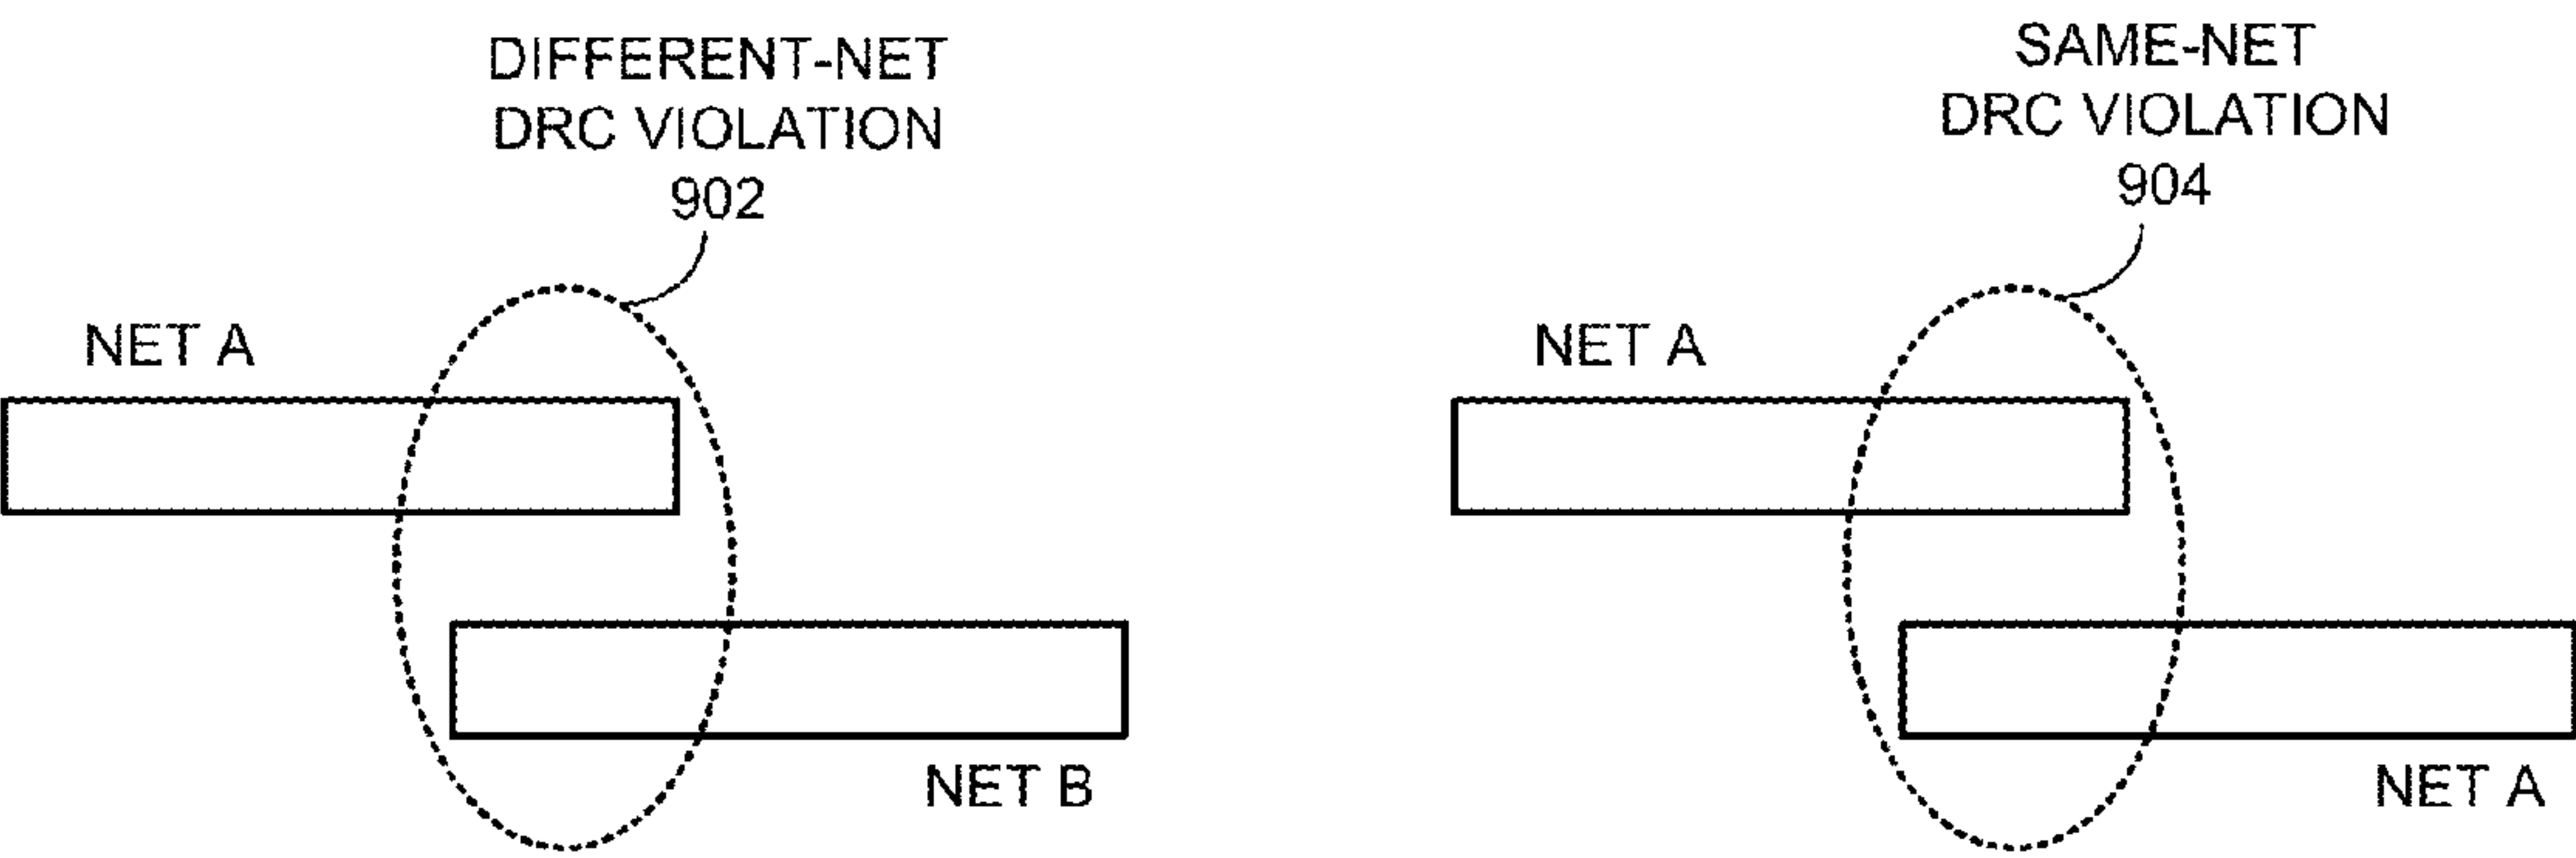 DIFFERENT-NET
DRC VIOLATION
902
NET A
NET B
SAME-NET
DRC VIOLATION
904
NET A
NET A